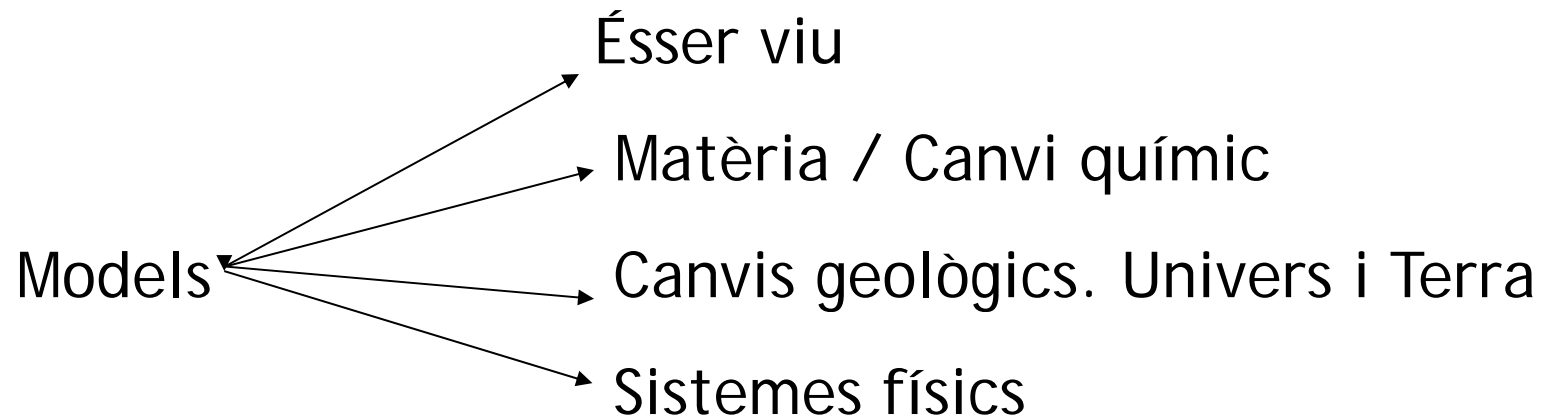 Ésser viu
Matèria / Canvi químic
Models
Canvis geològics. Univers i Terra
Sistemes físics